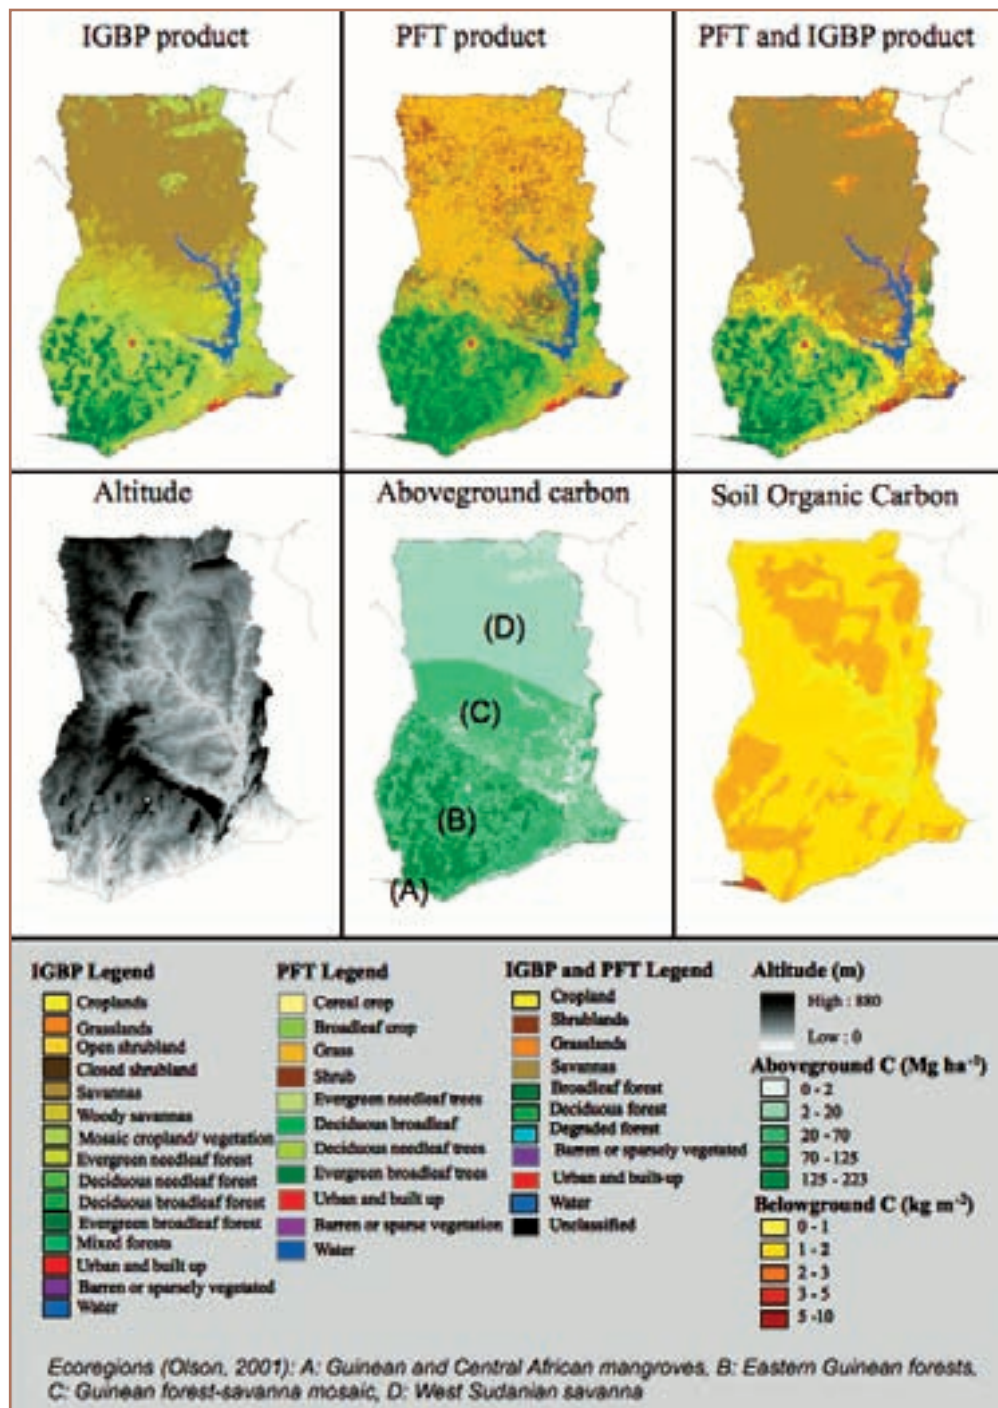 IGBP product
PFT product
PFT and IGBP product
Altitude
Aboveground carbon
Soil Organic Carbon
(D)
(C)
(B)
(A)
IGBP Legend
Croplands
Grasslands
Open shrubland
Closed shrubland
Savannas
Woody savannas
Mosaic cropland/ vegetation
Evergreen needleaf forest
Deciduous needleaf forest
Deciduous broadleaf forest
Evergreen broadleaf forest
Mixed forests
Urban and built up
Barren or sparsely vegetated
Water
PFT Legend
Cereal crop
Broadleaf crop
Grass
Shrub
Evergreen needleaf trees
Deciduous broadleaf
Deciduous needleaf trees
Evergreen broadleaf trees
Urban and built up
Barren or sparse vegetation
Water
IGBP and PFT Legend
Cropland
Shrublands
Grasslands
Savannas
Broadleaf forest
Deciduous forest
Degraded forest
Barren or sparsely vegetated
Urban and built-up
Water
Unclassified
Altitude (m)
High : 880
Low : 0
Aboveground C (Mg ha⁻¹)
0 - 2
2 - 20
20 - 70
70 - 125
125 - 223
Belowground C (kg m⁻²)
0 - 1
1 - 2
2 - 3
3 - 5
5 -10
Ecoregions (Olson, 2001): A: Guinean and Central African mangroves, B: Eastern Guinean forests,
C: Guinean forest-savanna mosaic, D: West Sudanian savanna